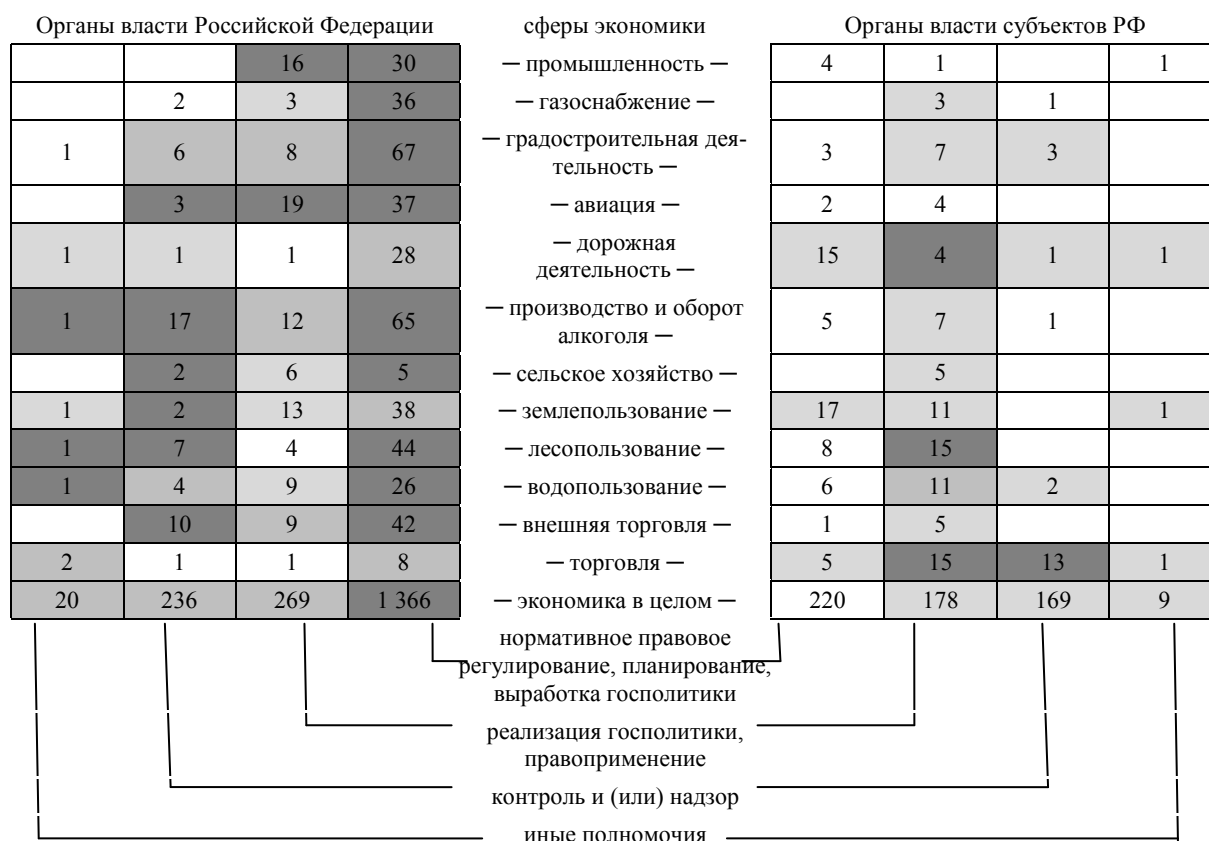 Органы власти Российской Федерации сферы экономики Органы власти субъектов РФ
16 30 — промышленность — 4 1 1
2 3 36 — газоснабжение — 3 1
1 6 8 67 — градостроительная дея-
тельность — 3 7 3
3 19 37 — авиация — 2 4
1 1 1 28 — дорожная
деятельность — 15 4 1 1
1 17 12 65 — производство и оборот
алкоголя — 5 7 1
2 6 5 — сельское хозяйство — 5
1 2 13 38 — землепользование — 17 11 1
1 7 4 44 — лесопользование — 8 15
1 4 9 26 — водопользование — 6 11 2
10 9 42 — внешняя торговля — 1 5
2 1 1 8 — торговля — 5 15 13 1
20 236 269 1 366 — экономика в целом — 220 178 169 9
нормативное правовое
регулирование, планирование,
выработка госполитики
реализация госполитики,
правоприменение
контроль и (или) надзор
иные полномочия